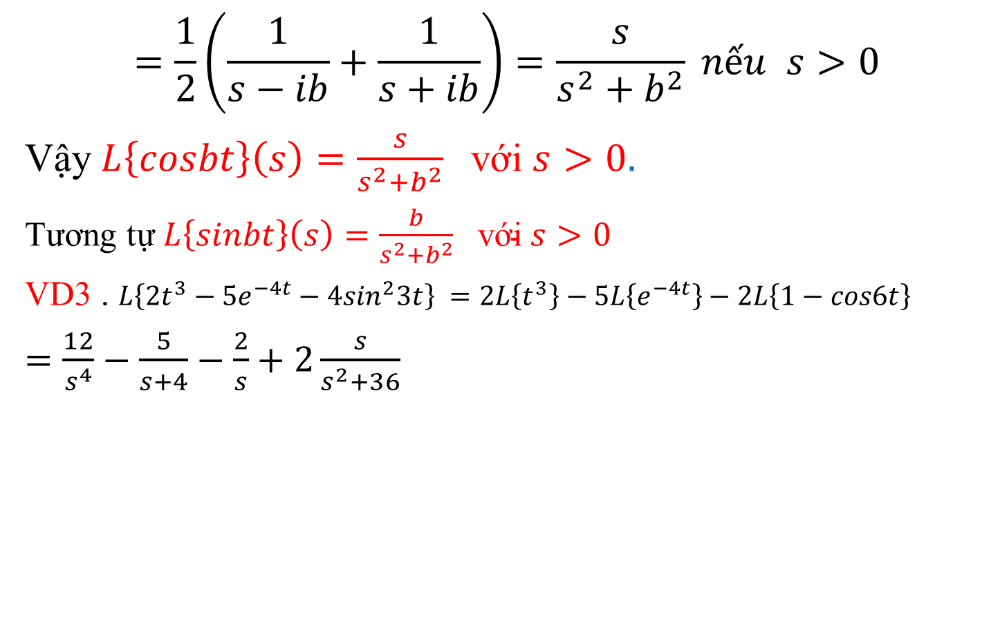 = 1/2 (1/(s − ib) + 1/(s + ib)) = s/(s² + b²) nếu s > 0
Vậy L{cosbt}(s) = s/(s²+b²) với s > 0.
Tương tự L{sinbt}(s) = b/(s²+b²) với s > 0
VD3 . L{2t³ − 5e⁻⁴ᵗ − 4sin²3t} = 2L{t³} − 5L{e⁻⁴ᵗ} − 2L{1 − cos6t}
= 12/s⁴ − 5/(s+4) − 2/s + 2 s/(s²+36)